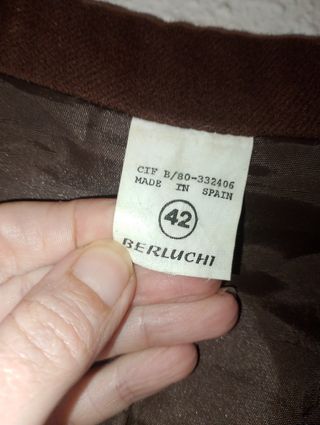 CIF B/80-332406
MADE IN SPAIN
42
BERLUCHI